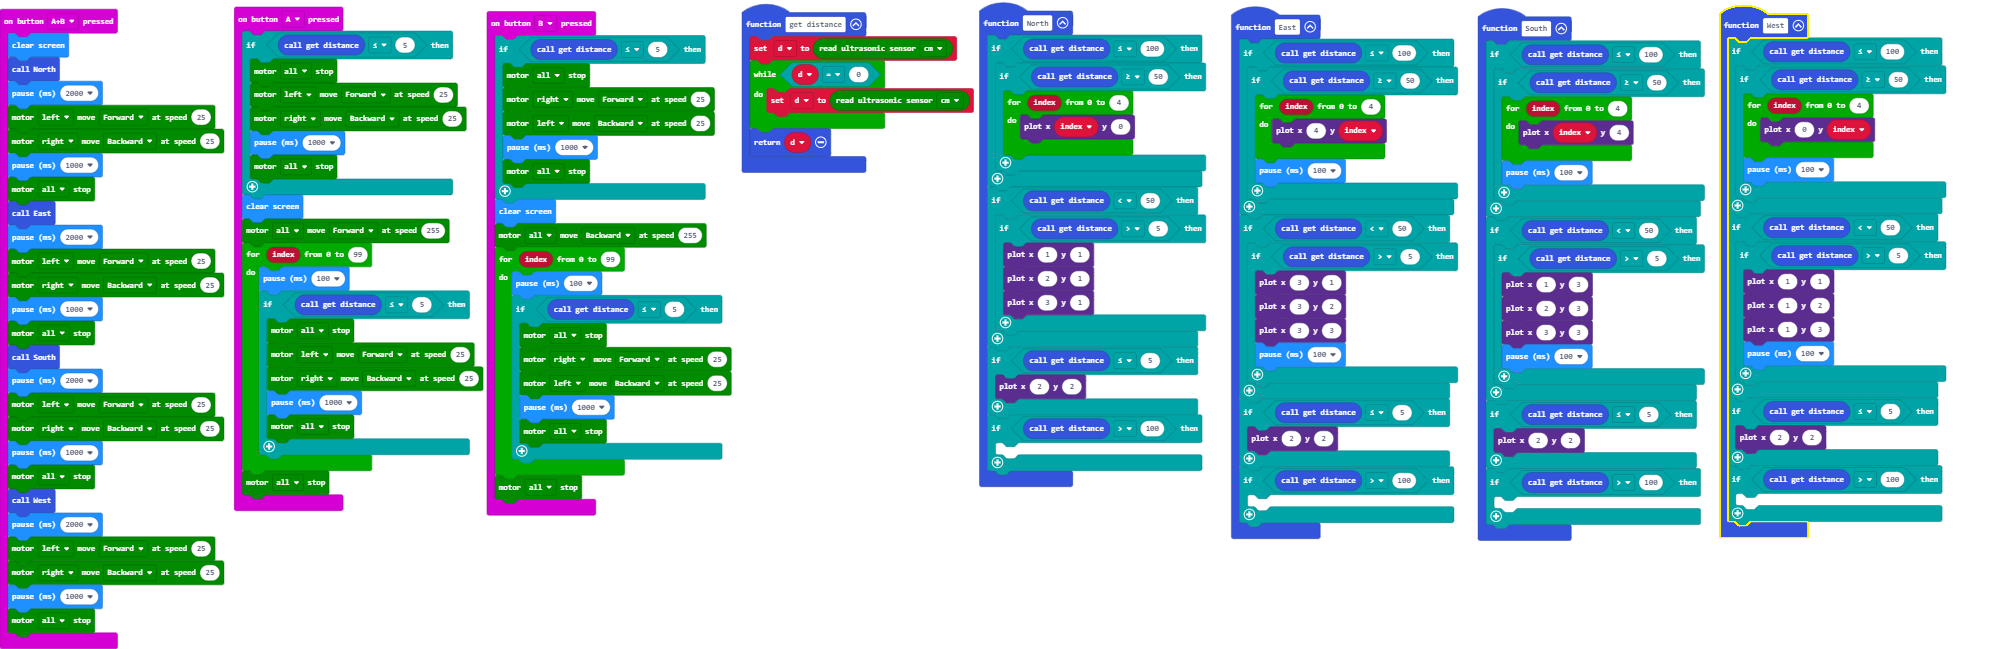 on button A+B pressed
clear screen
call North
pause (ms) 2000
motor left move Forward at speed 25
motor right move Backward at speed 25
pause (ms) 1000
motor all stop
call East
pause (ms) 2000
motor left move Forward at speed 25
motor right move Backward at speed 25
pause (ms) 1000
motor all stop
call South
pause (ms) 2000
motor left move Forward at speed 25
motor right move Backward at speed 25
pause (ms) 1000
motor all stop
call West
pause (ms) 2000
motor left move Forward at speed 25
motor right move Backward at speed 25
pause (ms) 1000
motor all stop
on button A pressed
if call get distance ≤ 5 then
motor all stop
motor left move Forward at speed 25
motor right move Backward at speed 25
pause (ms) 1000
motor all stop
clear screen
motor all move Forward at speed 255
for index from 0 to 99
do pause (ms) 100
if call get distance ≤ 5 then
motor all stop
motor left move Forward at speed 25
motor right move Backward at speed 25
pause (ms) 1000
motor all stop
motor all stop
on button B pressed
if call get distance ≤ 5 then
motor all stop
motor right move Forward at speed 25
motor left move Backward at speed 25
pause (ms) 1000
motor all stop
clear screen
motor all move Backward at speed 255
for index from 0 to 99
do pause (ms) 100
if call get distance ≤ 5 then
motor all stop
motor right move Forward at speed 25
motor left move Backward at speed 25
pause (ms) 1000
motor all stop
motor all stop
function get distance
set d to read ultrasonic sensor cm
while d = 0
do set d to read ultrasonic sensor cm
return d
function North
if call get distance ≤ 100 then
if call get distance ≥ 50 then
for index from 0 to 4
do plot x index y 0
if call get distance < 50 then
if call get distance > 5 then
plot x 1 y 1
plot x 2 y 1
plot x 3 y 1
if call get distance ≤ 5 then
plot x 2 y 2
if call get distance > 100 then
function East
if call get distance ≤ 100 then
if call get distance ≥ 50 then
for index from 0 to 4
do plot x 4 y index
pause (ms) 100
if call get distance < 50 then
if call get distance > 5 then
plot x 3 y 1
plot x 3 y 2
plot x 3 y 3
pause (ms) 100
if call get distance ≤ 5 then
plot x 2 y 2
if call get distance > 100 then
function South
if call get distance ≤ 100 then
if call get distance ≥ 50 then
for index from 0 to 4
do plot x index y 4
pause (ms) 100
if call get distance < 50 then
if call get distance > 5 then
plot x 1 y 3
plot x 2 y 3
plot x 3 y 3
pause (ms) 100
if call get distance ≤ 5 then
plot x 2 y 2
if call get distance > 100 then
function West
if call get distance ≤ 100 then
if call get distance ≥ 50 then
for index from 0 to 4
do plot x 0 y index
pause (ms) 100
if call get distance < 50 then
if call get distance > 5 then
plot x 1 y 1
plot x 1 y 2
plot x 1 y 3
pause (ms) 100
if call get distance ≤ 5 then
plot x 2 y 2
if call get distance > 100 then